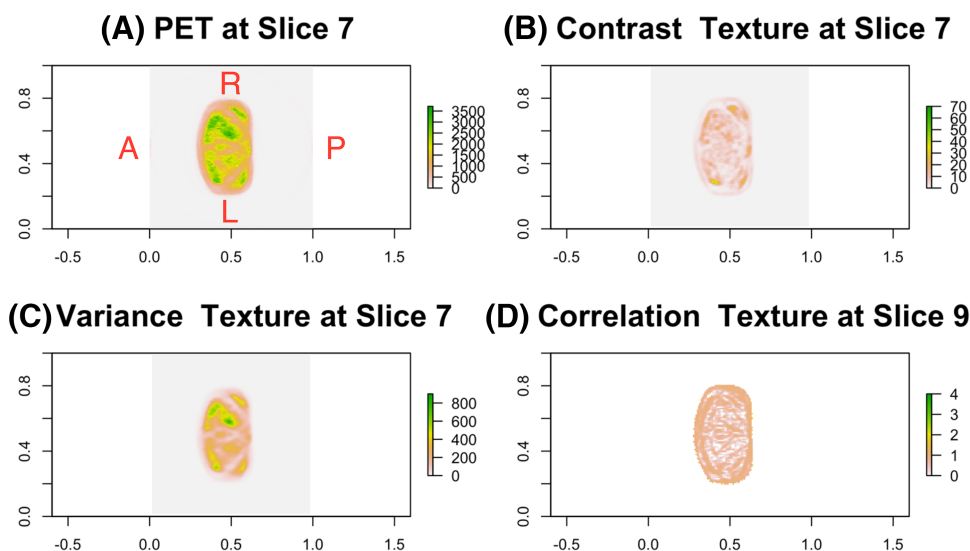 (A) PET at Slice 7
R
A
P
L
0.0 0.4 0.8
-0.5 0.0 0.5 1.0 1.5
3500
2500
3000
2000
1500
1000
500
0
(B) Contrast Texture at Slice 7
0.0 0.4 0.8
-0.5 0.0 0.5 1.0 1.5
70
60
50
40
30
20
10
0
(C) Variance Texture at Slice 7
0.0 0.4 0.8
-0.5 0.0 0.5 1.0 1.5
800
600
400
200
0
(D) Correlation Texture at Slice 9
0.0 0.4 0.8
-0.5 0.0 0.5 1.0 1.5
4
3
2
1
0